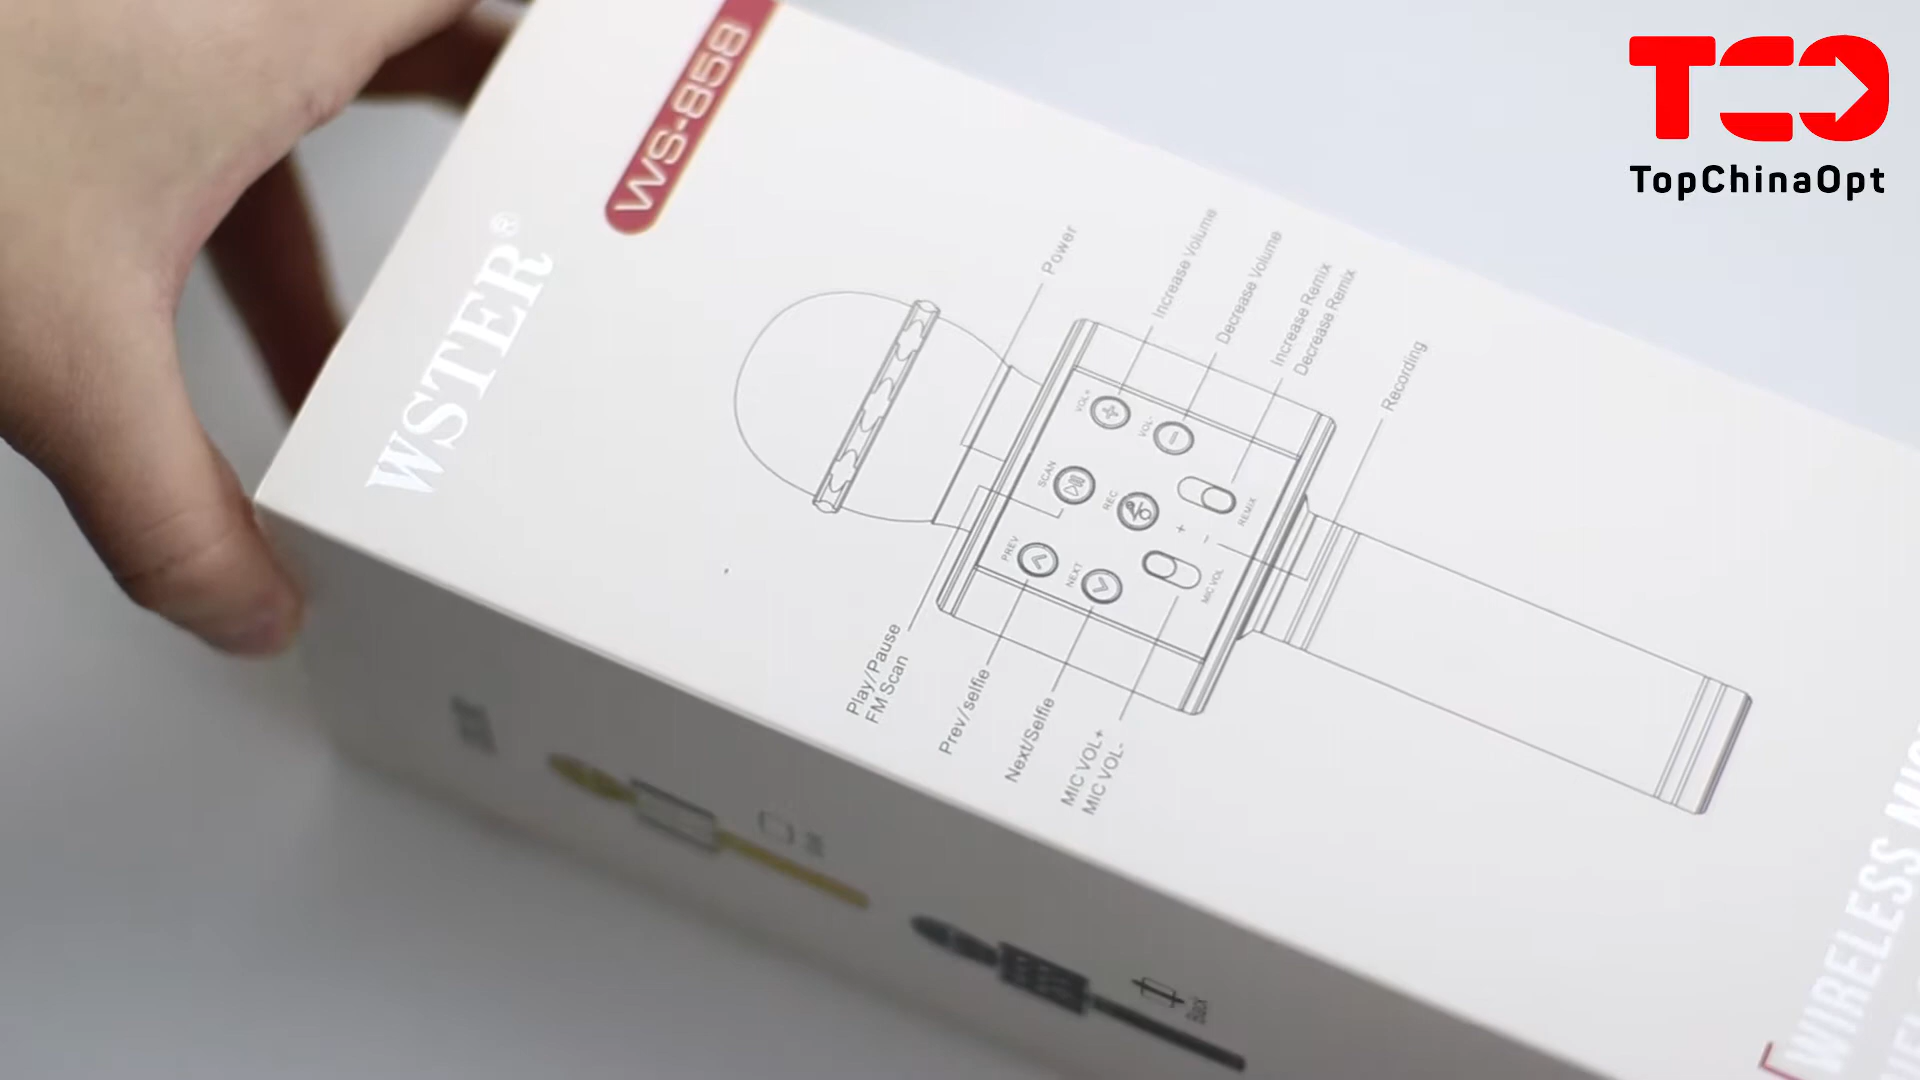 TopChinaOpt
WS-858
WSTER®
Power
Increase Volume
Decrease Volume
Increase Remix
Decrease Remix
Recording
VOL+
VOL-
SCAN
REC
REMIX
+
-
PREV
NEXT
MIC VOL
Play/Pause
FM Scan
Prev/selfie
Next/Selfie
MIC VOL+
MIC VOL-
WIRELESS
Back